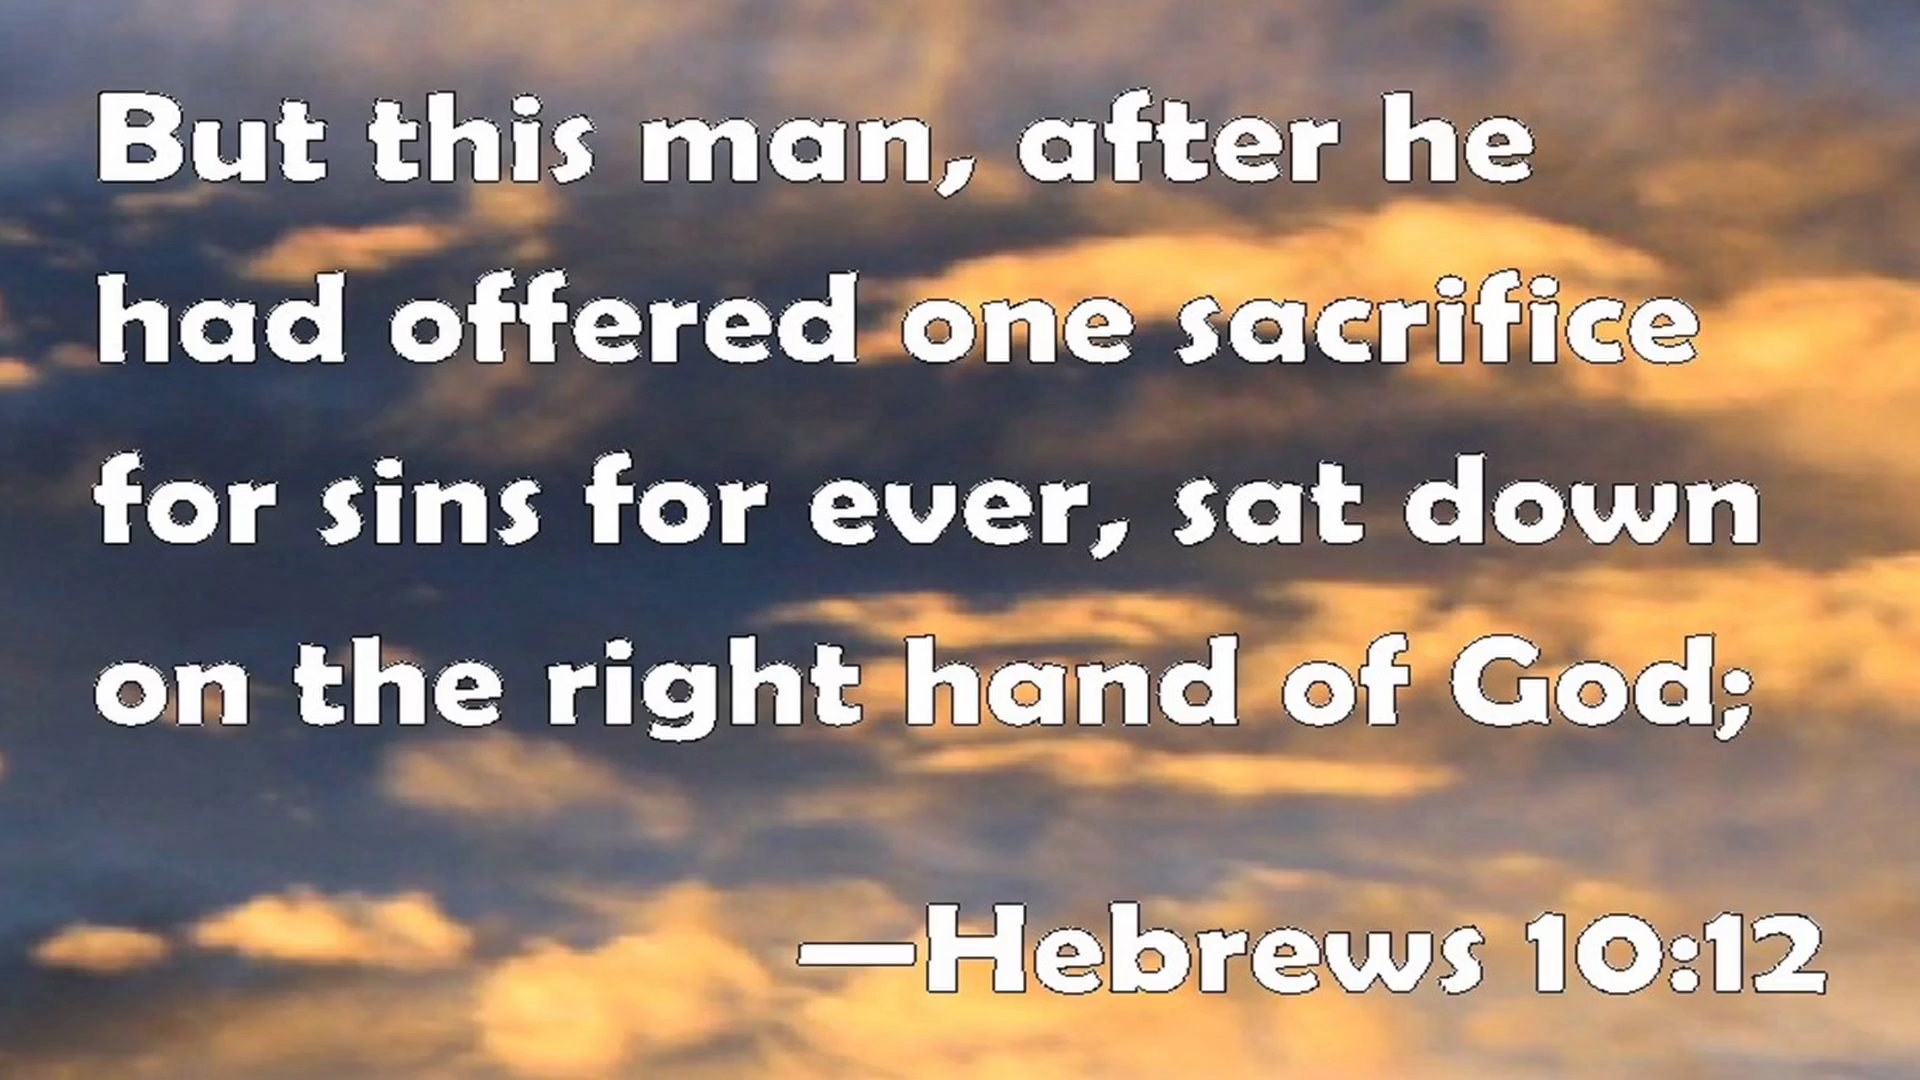 But this man, after he
had offered one sacrifice
for sins for ever, sat down
on the right hand of God;
—Hebrews 10:12